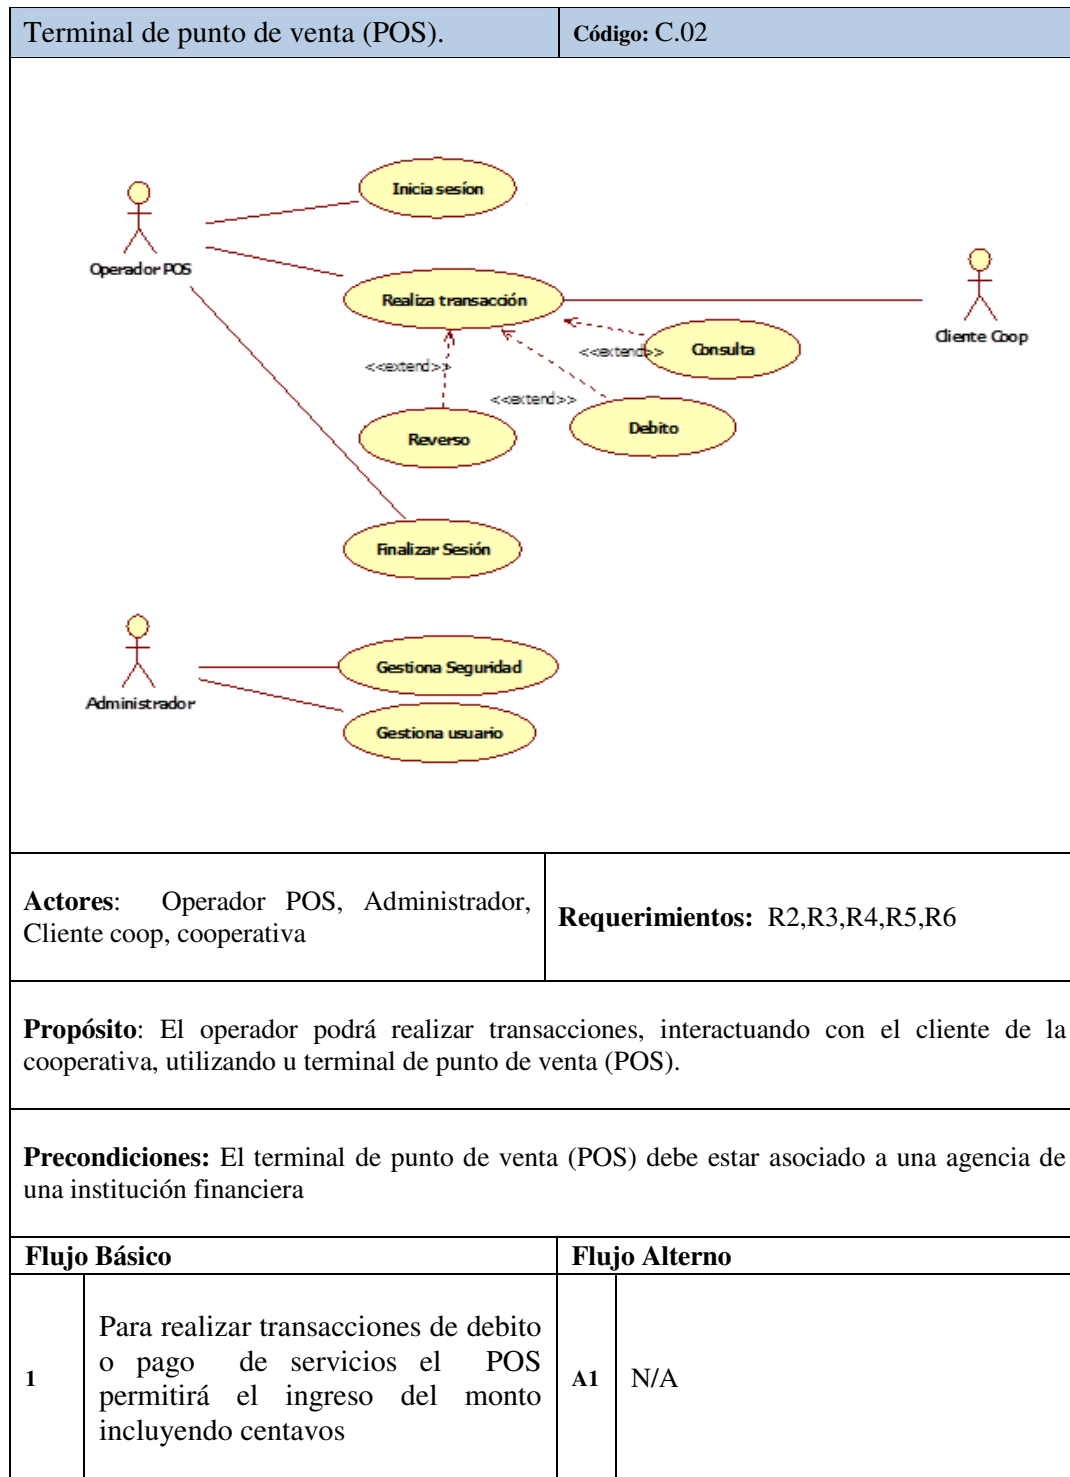 Terminal de punto de venta (POS).
Código: C.02
Inicia sesíon
Operador POS
Realiza transacción
Cliente Coop
<<extend>>
<<extend>>
Consulta
<<extend>>
Reverso
Debito
Finalizar Sesión
Gestiona Seguridad
Administrador
Gestiona usuario
Actores: Operador POS, Administrador,
Cliente coop, cooperativa
Requerimientos: R2,R3,R4,R5,R6
Propósito: El operador podrá realizar transacciones, interactuando con el cliente de la
cooperativa, utilizando u terminal de punto de venta (POS).
Precondiciones: El terminal de punto de venta (POS) debe estar asociado a una agencia de
una institución financiera
Flujo Básico
Flujo Alterno
1
Para realizar transacciones de debito
o pago de servicios el POS
permitirá el ingreso del monto
incluyendo centavos
A1
N/A